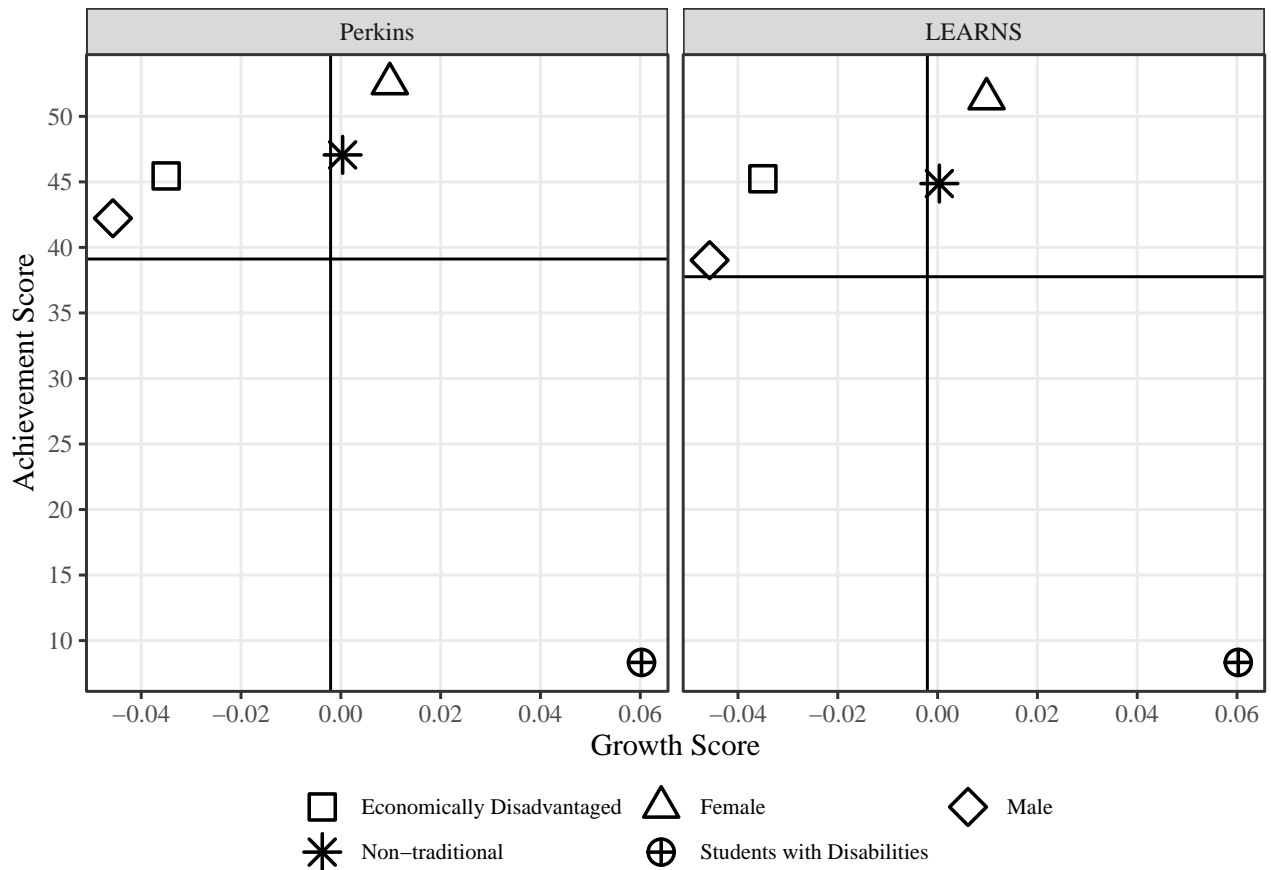 Perkins
LEARNS
Achievement Score
50
45
40
35
30
25
20
15
10
−0.04 −0.02 0.00 0.02 0.04 0.06
−0.04 −0.02 0.00 0.02 0.04 0.06
Growth Score
Economically Disadvantaged Female Male
Non−traditional Students with Disabilities